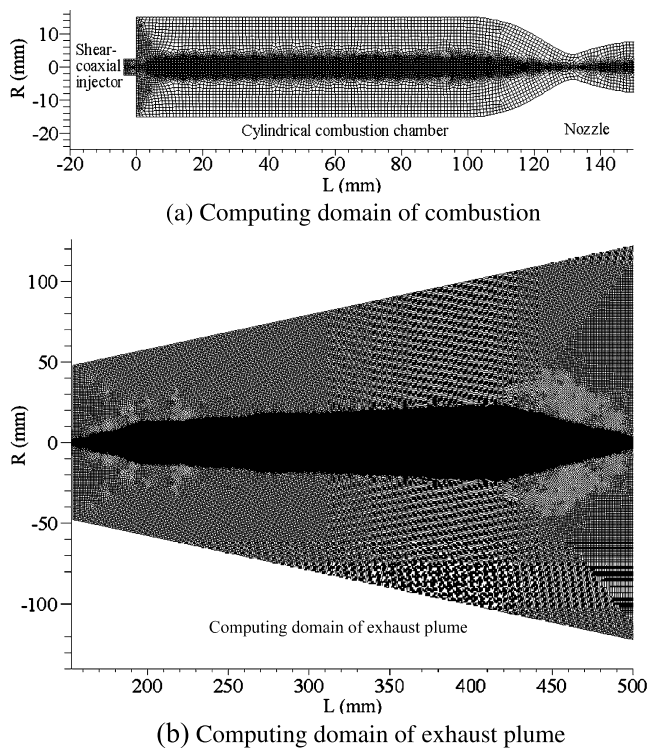 10
0
-10
-20
R (mm)
Shear-
coaxial
injector
Cylindrical combustion chamber
Nozzle
-20 0 20 40 60 80 100 120 140
L (mm)
(a) Computing domain of combustion
100
50
0
-50
-100
R (mm)
Computing domain of exhaust plume
200 250 300 350 400 450 500
L (mm)
(b) Computing domain of exhaust plume